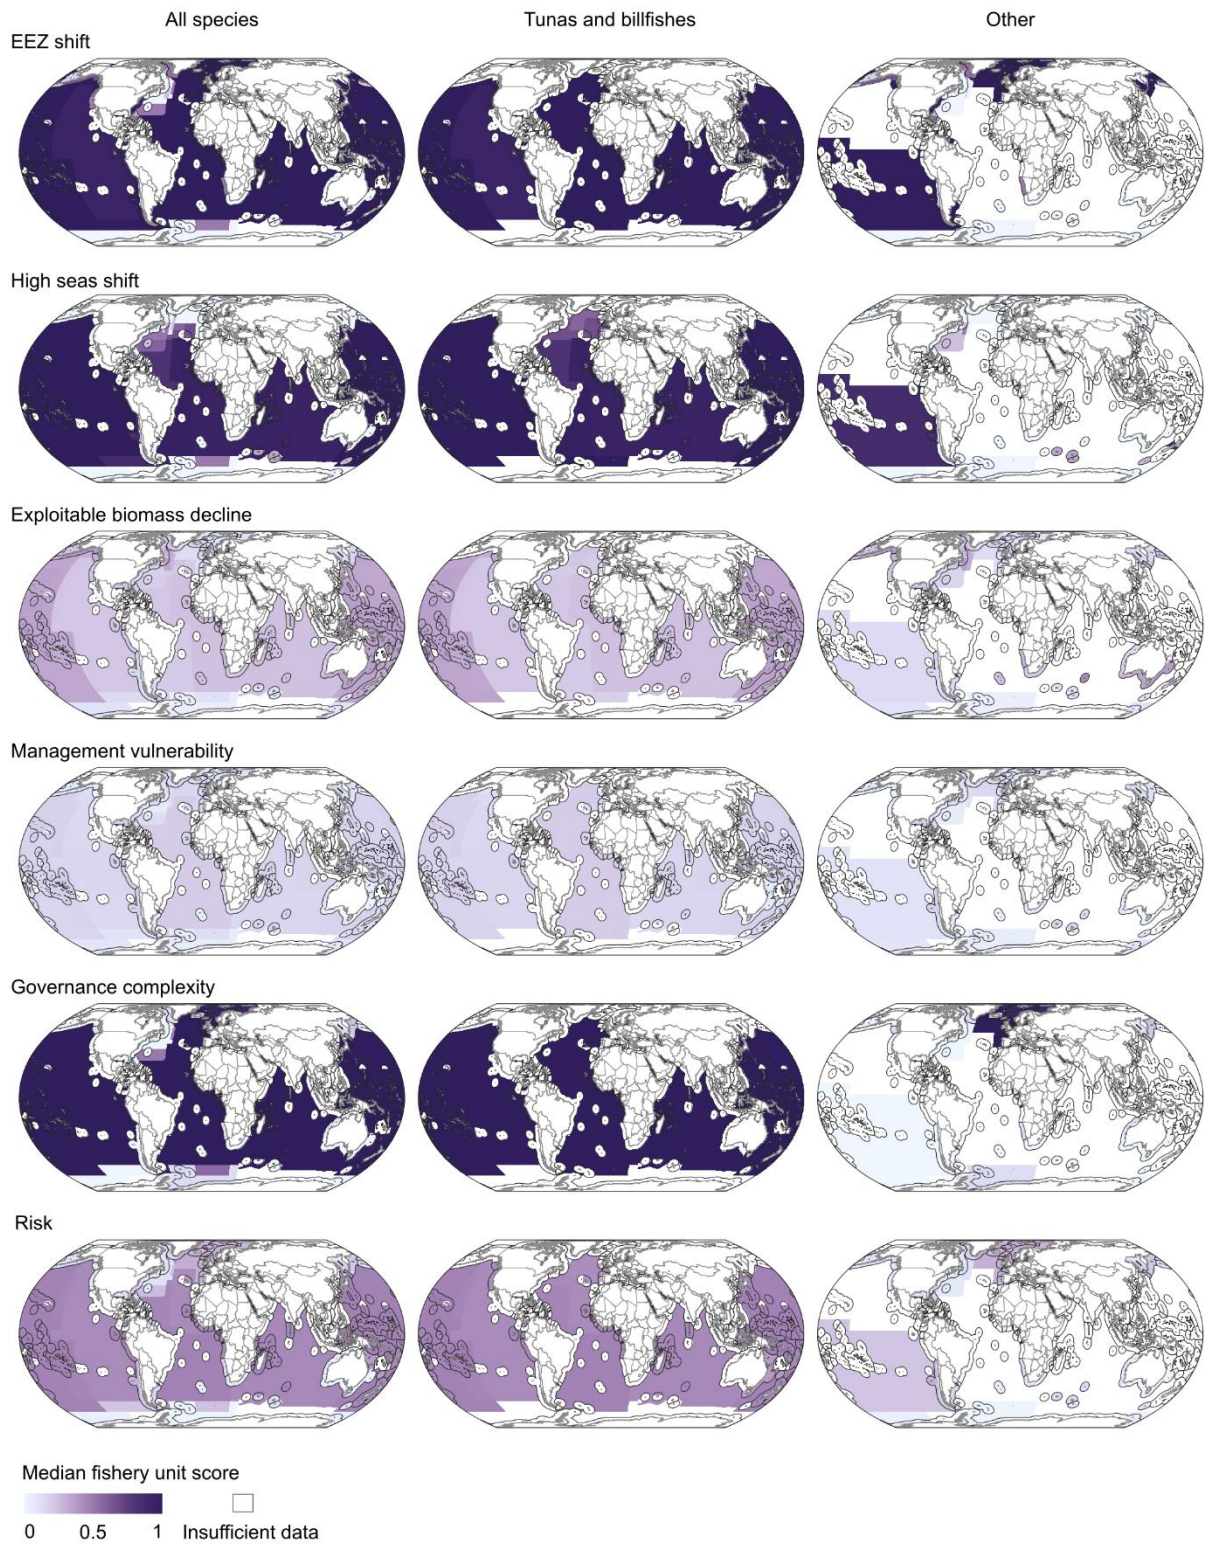 All species Tunas and billfishes Other
EEZ shift
High seas shift
Exploitable biomass decline
Management vulnerability
Governance complexity
Risk
Median fishery unit score
0 0.5 1 Insufficient data